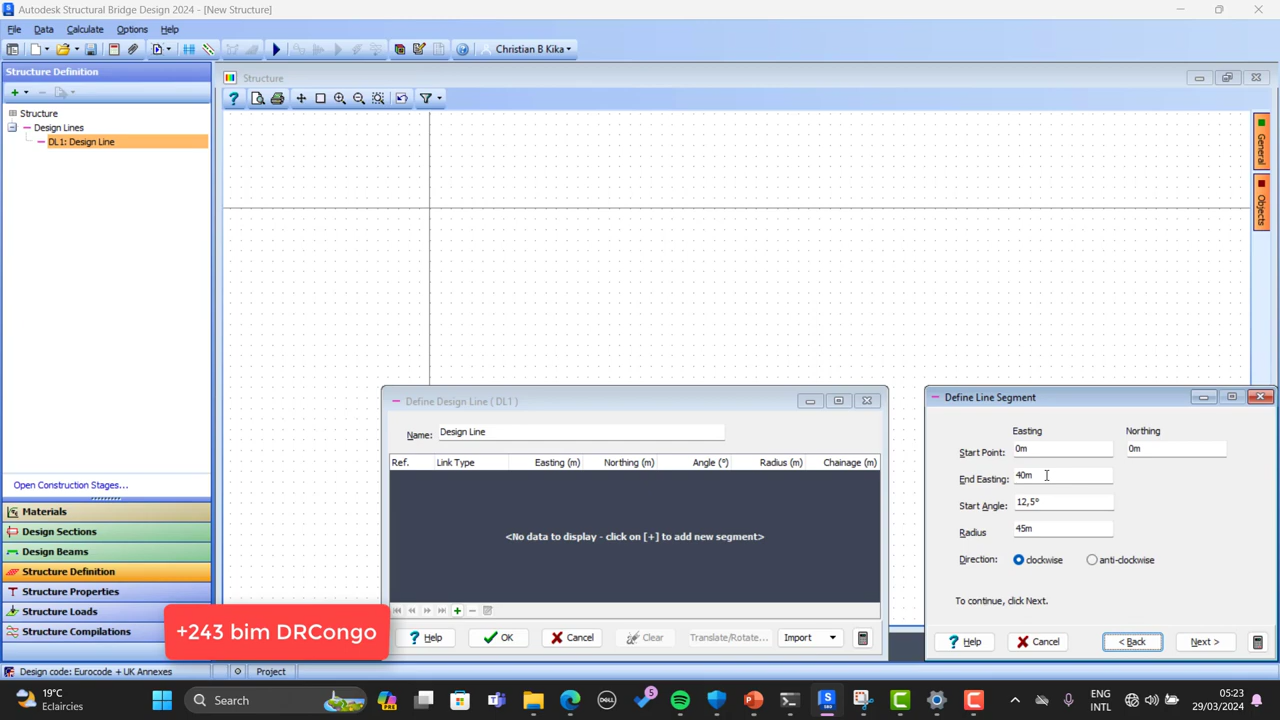 Autodesk Structural Bridge Design 2024 - [New Structure]
File Data Calculate Options Help
Christian B Kika
Structure Definition
Structure
Design Lines
DL1: Design Line
Open Construction Stages...
Materials
Design Sections
Design Beams
Structure Definition
Structure Properties
Structure Loads
Structure Compilations
Structure
General
Objects
Define Design Line ( DL1 )
Name: Design Line
Ref. Link Type Easting (m) Northing (m) Angle (º) Radius (m) Chainage (m)
<No data to display - click on [+] to add new segment>
Help OK Cancel Clear Translate/Rotate... Import
Define Line Segment
Easting Northing
Start Point: 0m 0m
End Easting: 40m
Start Angle: 12,5º
Radius 45m
Direction: clockwise anti-clockwise
To continue, click Next.
Help Cancel < Back Next >
+243 bim DRCongo
Design code: Eurocode + UK Annexes Project
19°C
Eclaircies
Search
PRE
DELL
5
SBD
ENG
INTL
05:23
29/03/2024